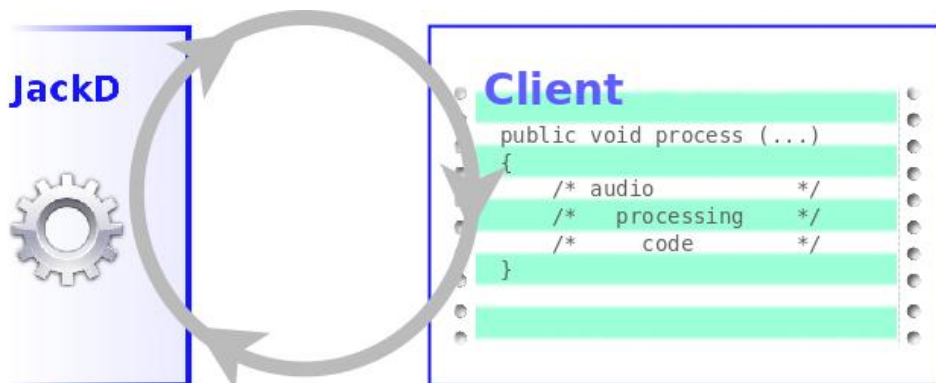 JackD
Client
public void process (...)
{
    /* audio           */
    /*   processing    */
    /*     code        */
}